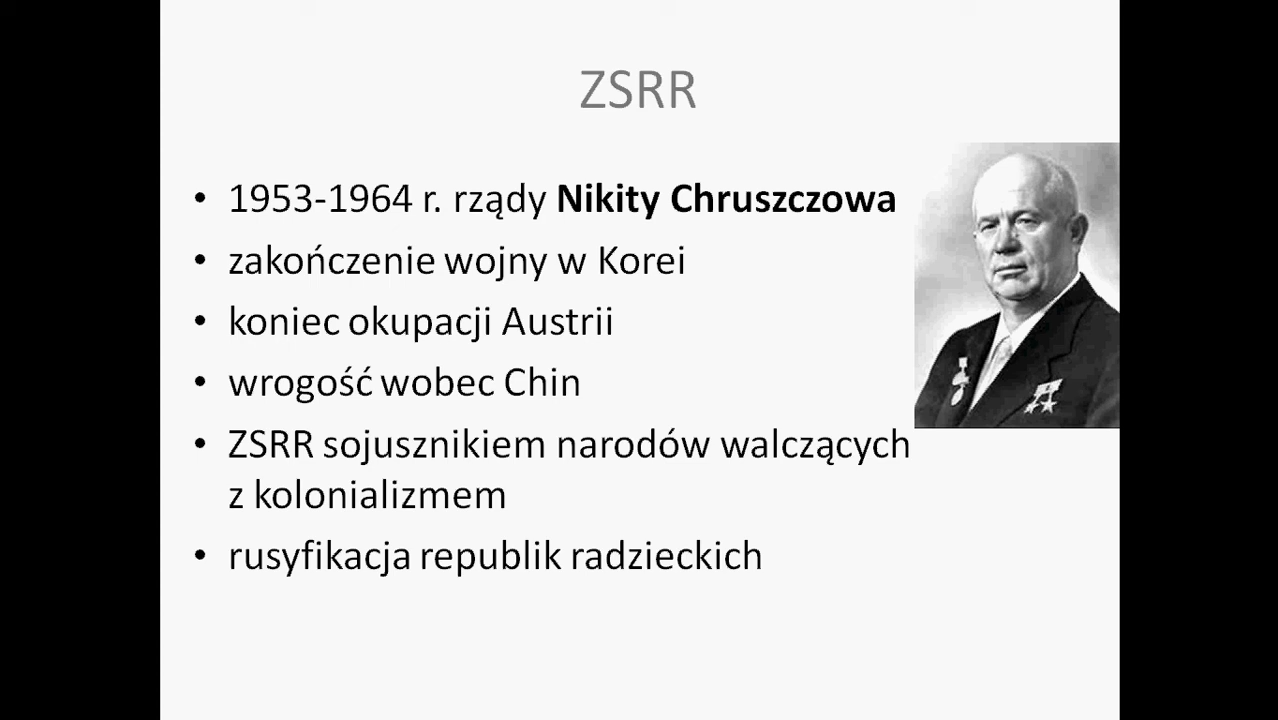 ZSRR
• 1953-1964 r. rządy Nikity Chruszczowa
• zakończenie wojny w Korei
• koniec okupacji Austrii
• wrogość wobec Chin
• ZSRR sojusznikiem narodów walczących
z kolonializmem
• rusyfikacja republik radzieckich